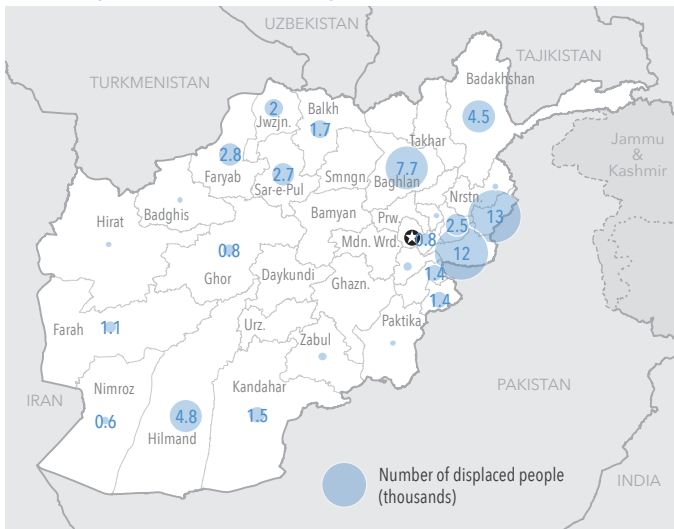 UZBEKISTAN
TAJIKISTAN
TURKMENISTAN
Badakhshan
2
Jwzjn.
Balkh
1.7
4.5
Takhar
Jammu
&
Kashmir
2.8
Faryab
2.7
Sar-e-Pul
Smngn.
7.7
Baghlan
Nrstn.
Hirat
Badghis
Bamyan
Prw.
13
2.5
Mdn. Wrd.
0.8
12
0.8
Ghor
Daykundi
Ghazn.
1.4
1.4
Farah
1.1
Urz.
Zabul
Paktika
Nimroz
Kandahar
IRAN
PAKISTAN
0.6
4.8
Hilmand
1.5
Number of displaced people
(thousands)
INDIA